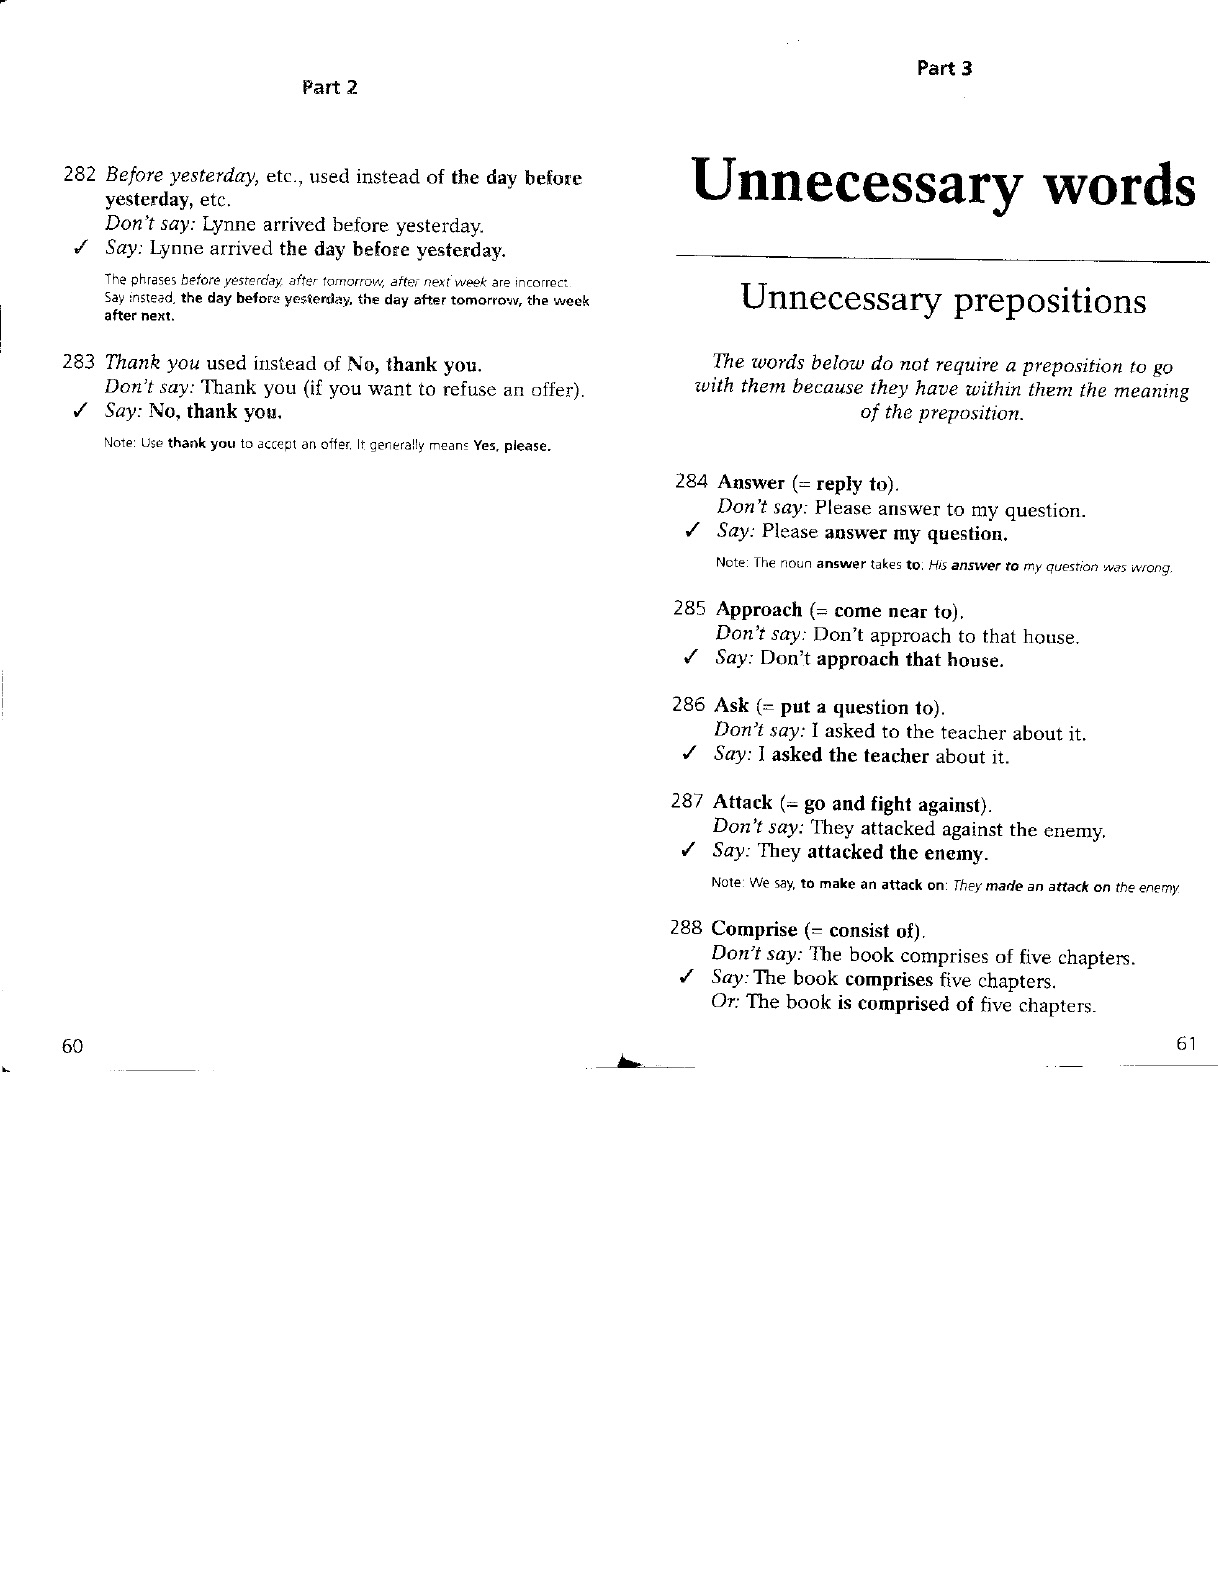 Part 2
282 Before yesterday, etc., used instead of the day before
yesterday, etc.
Don't say: Lynne arrived before yesterday.
✓ Say: Lynne arrived the day before yesterday.
The phrases before yesterday, after tomorrow, after next week are incorrect.
Say instead, the day before yesterday, the day after tomorrow, the week
after next.
283 Thank you used instead of No, thank you.
Don't say: Thank you (if you want to refuse an offer).
✓ Say: No, thank you.
Note: Use thank you to accept an offer. It generally means Yes, please.
60
Part 3
Unnecessary words
Unnecessary prepositions
The words below do not require a preposition to go
with them because they have within them the meaning
of the preposition.
284 Answer (= reply to).
Don't say: Please answer to my question.
✓ Say: Please answer my question.
Note: The noun answer takes to: His answer to my question was wrong.
285 Approach (= come near to).
Don't say: Don't approach to that house.
✓ Say: Don't approach that house.
286 Ask (= put a question to).
Don't say: I asked to the teacher about it.
✓ Say: I asked the teacher about it.
287 Attack (= go and fight against).
Don't say: They attacked against the enemy.
✓ Say: They attacked the enemy.
Note: We say, to make an attack on: They made an attack on the enemy.
288 Comprise (= consist of).
Don't say: The book comprises of five chapters.
✓ Say: The book comprises five chapters.
Or: The book is comprised of five chapters.
61